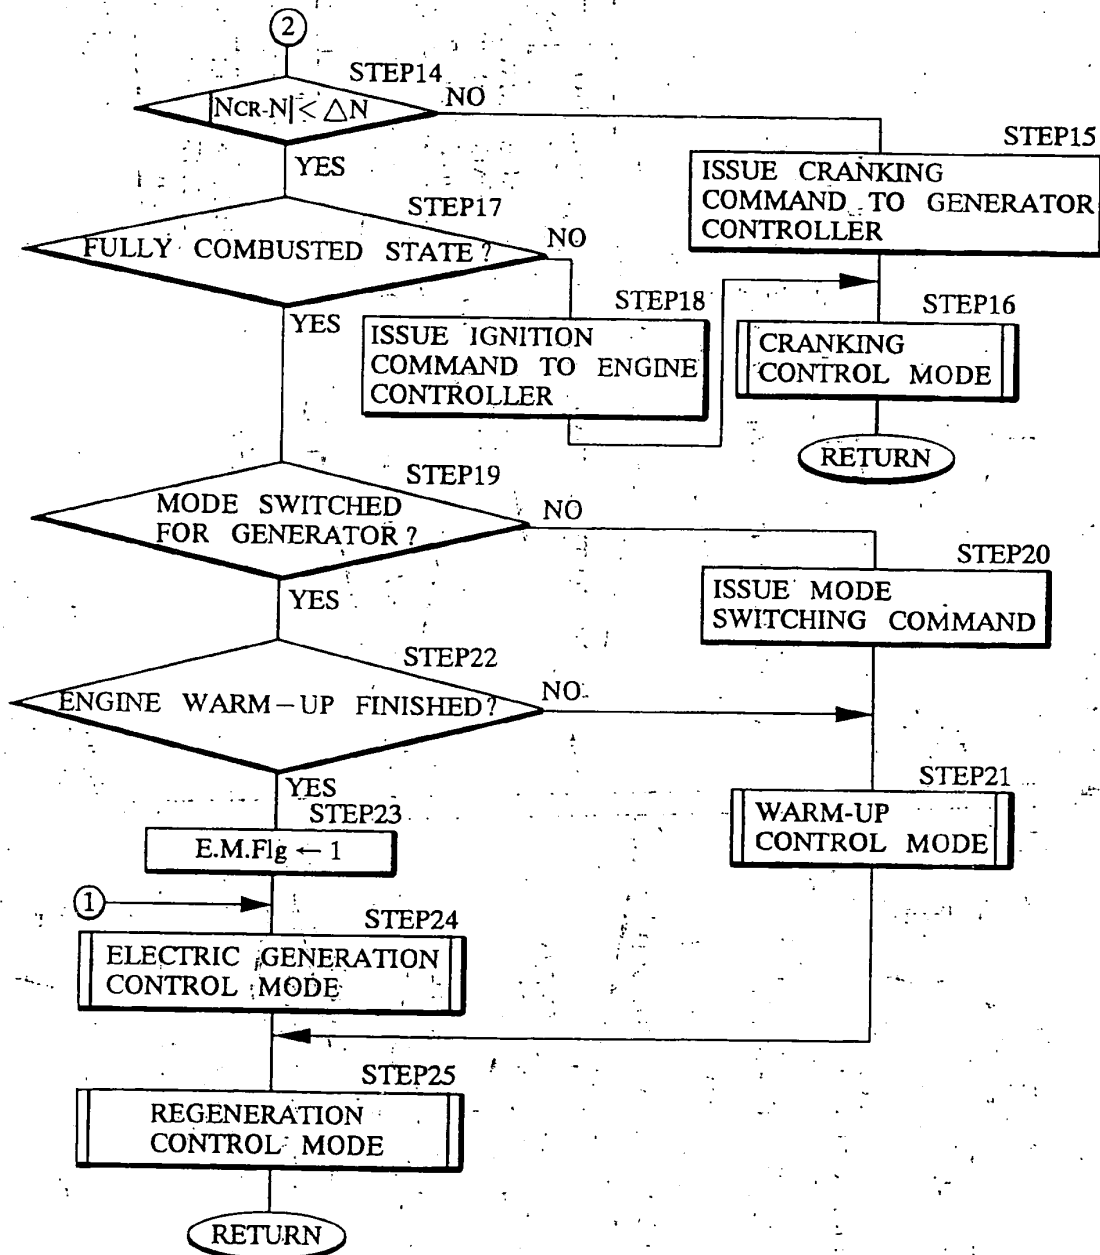 2
STEP14
|NCR-N|< △N
NO
YES
STEP15
ISSUE CRANKING
COMMAND TO GENERATOR
CONTROLLER
STEP17
FULLY COMBUSTED STATE?
NO
YES
STEP18
ISSUE IGNITION
COMMAND TO ENGINE
CONTROLLER
STEP16
CRANKING
CONTROL MODE
RETURN
STEP19
MODE SWITCHED
FOR GENERATOR?
NO
YES
STEP20
ISSUE MODE
SWITCHING COMMAND
STEP22
ENGINE WARM-UP FINISHED?
NO
YES
STEP21
WARM-UP
CONTROL MODE
STEP23
E.M.Flg ← 1
1
STEP24
ELECTRIC GENERATION
CONTROL MODE
STEP25
REGENERATION
CONTROL MODE
RETURN